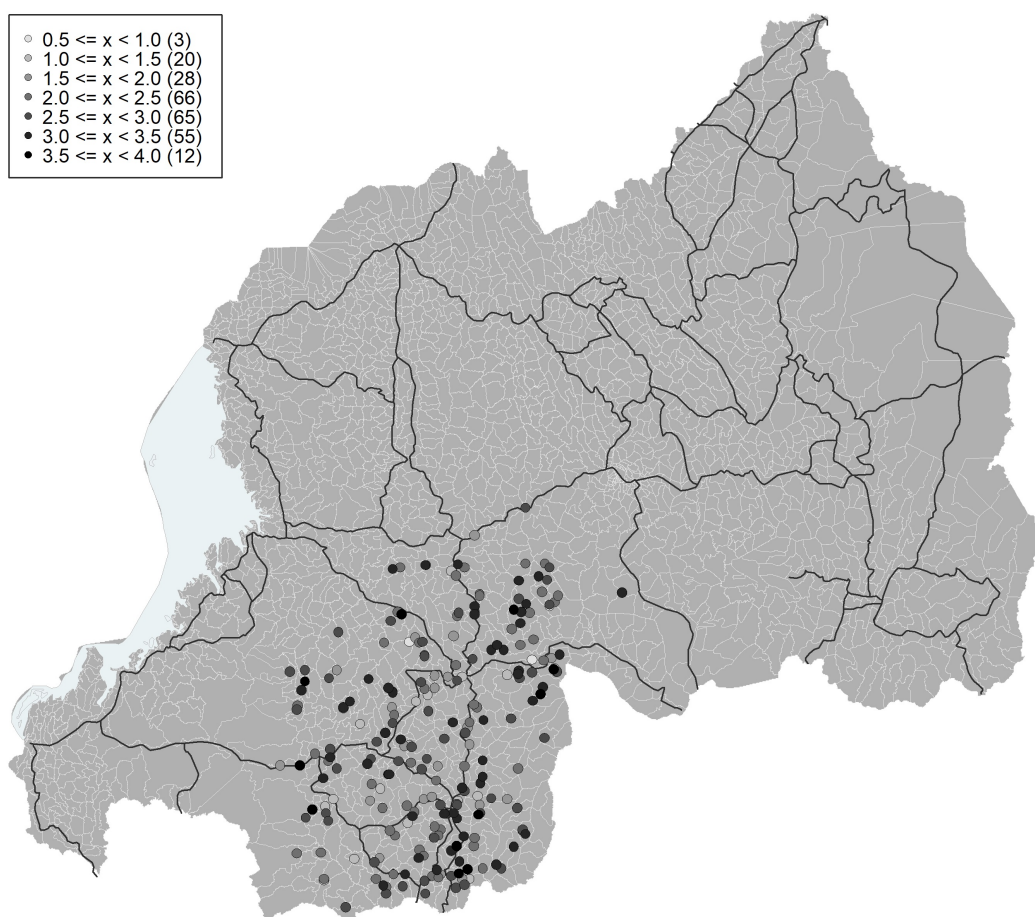 0.5 <= x < 1.0 (3)
1.0 <= x < 1.5 (20)
1.5 <= x < 2.0 (28)
2.0 <= x < 2.5 (66)
2.5 <= x < 3.0 (65)
3.0 <= x < 3.5 (55)
3.5 <= x < 4.0 (12)